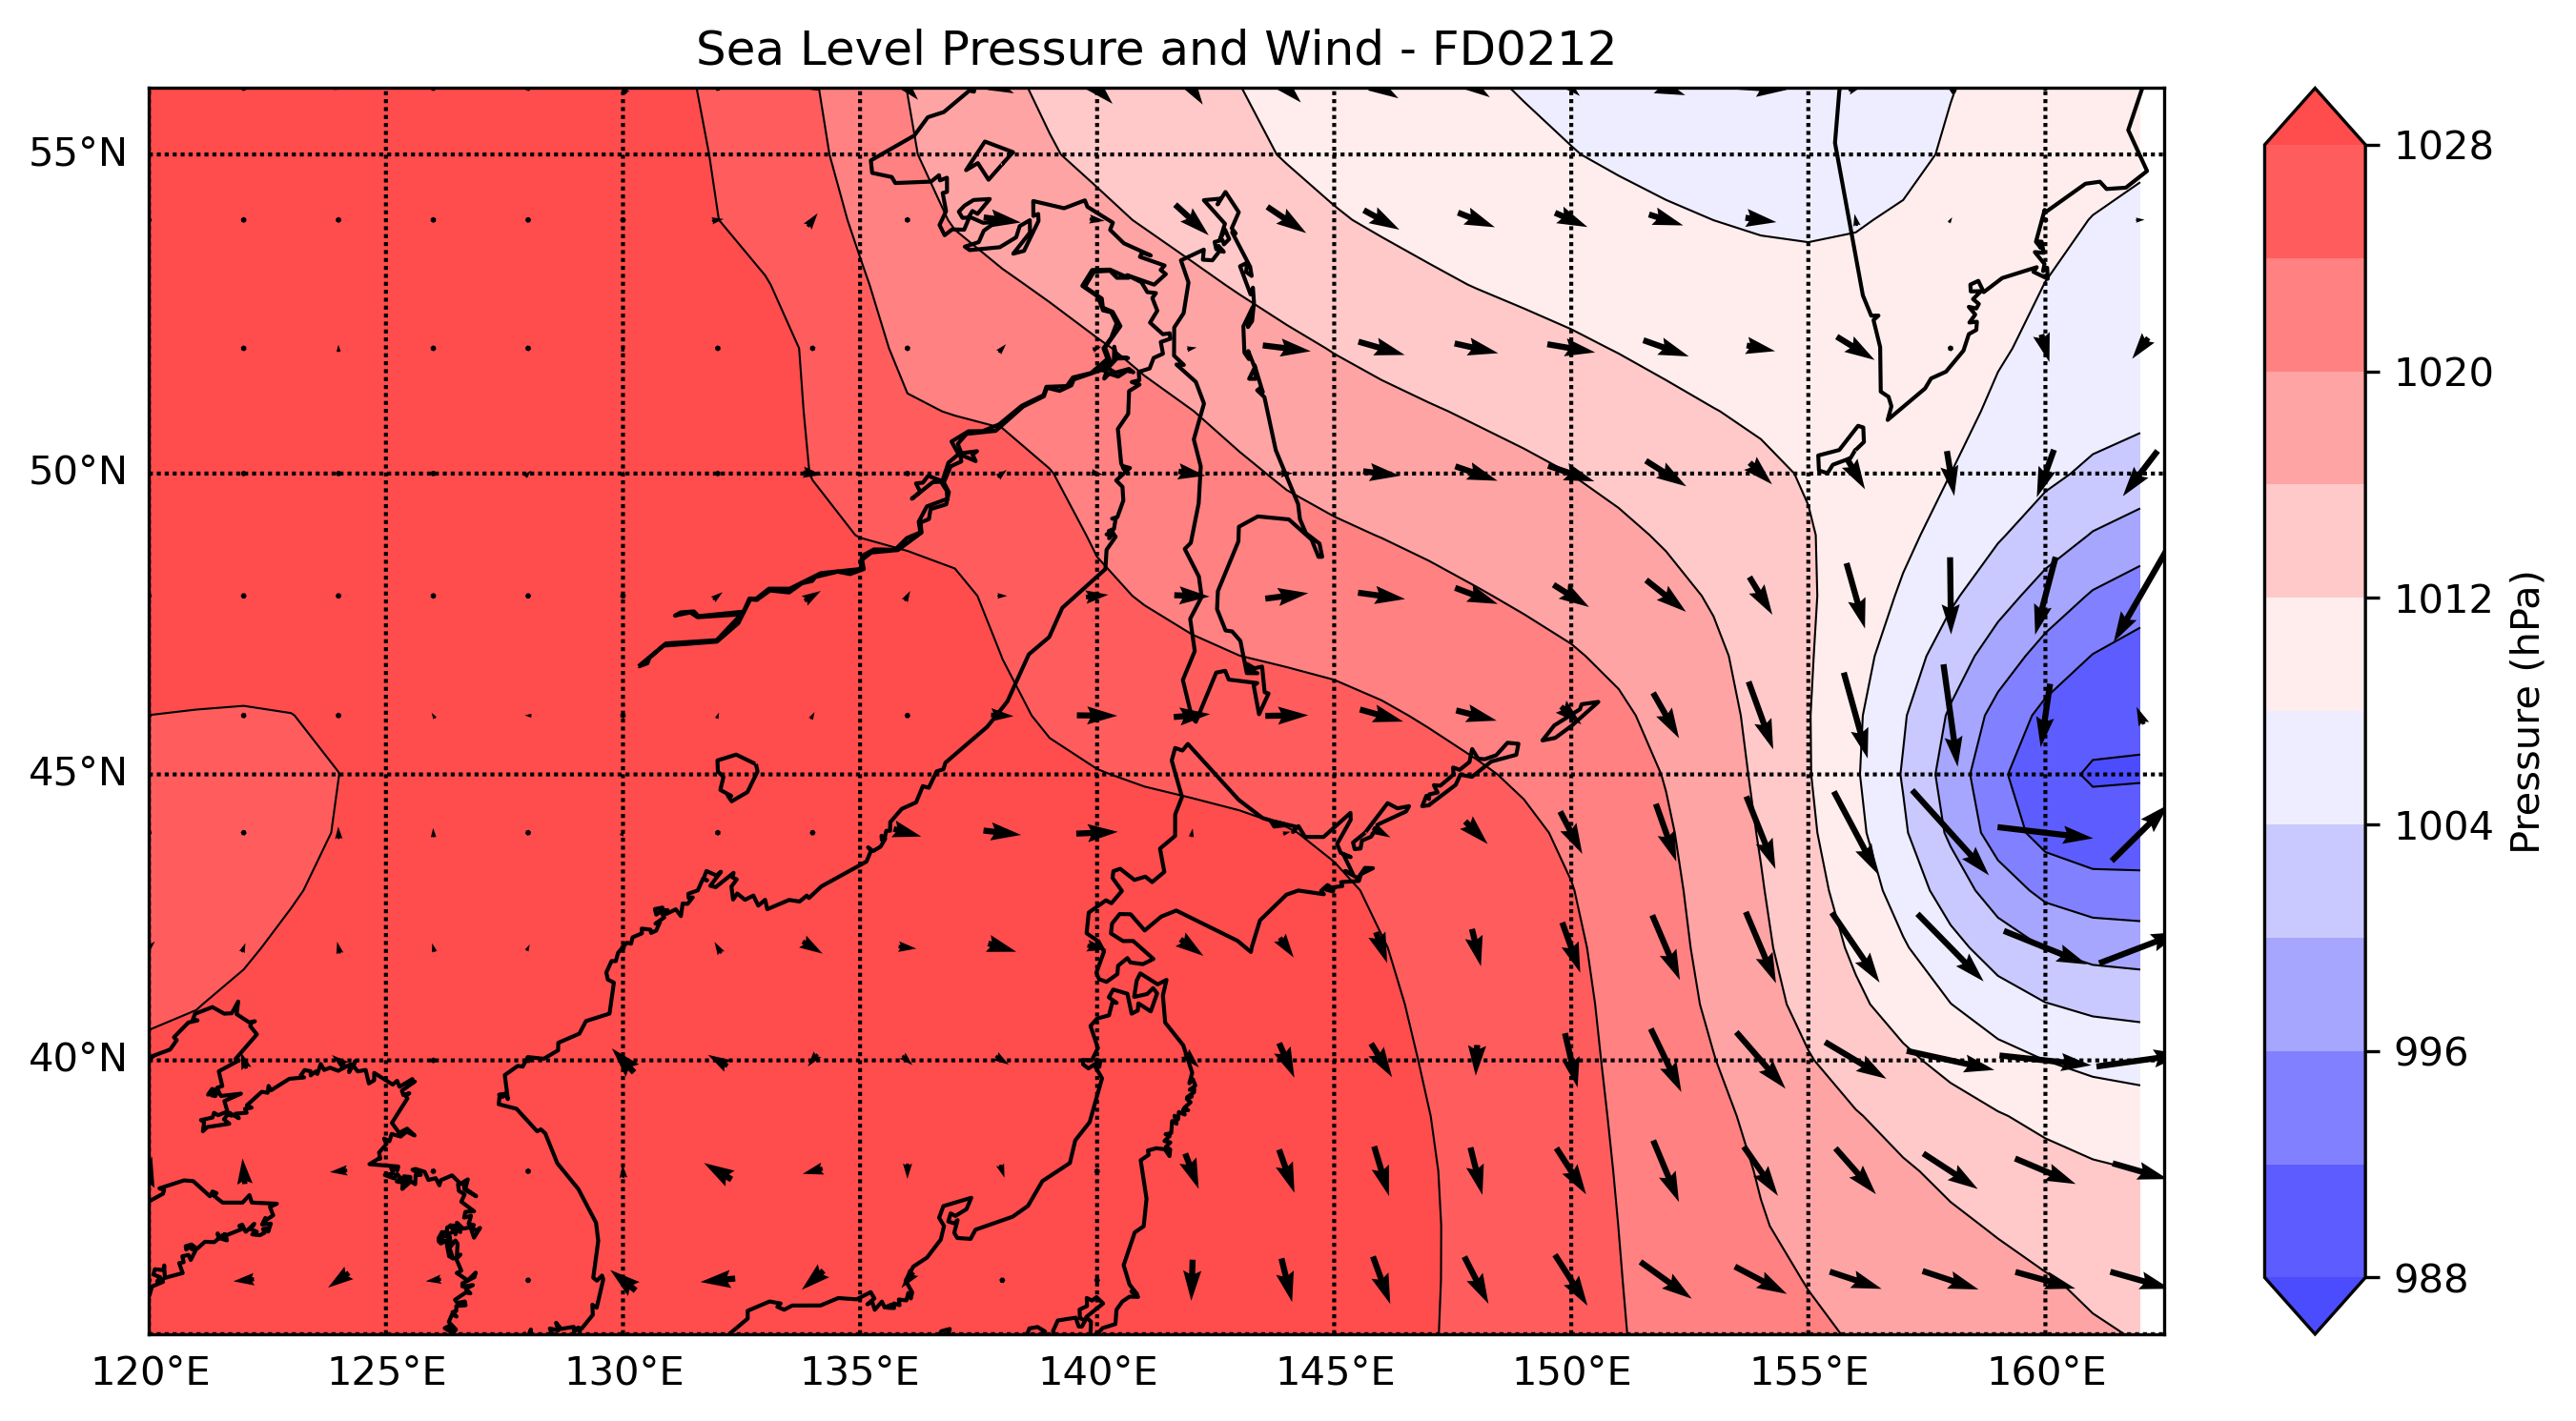 Sea Level Pressure and Wind - FD0212
55°N
50°N
45°N
40°N
120°E 125°E 130°E 135°E 140°E 145°E 150°E 155°E 160°E
1028
1020
1012
1004
996
988
Pressure (hPa)